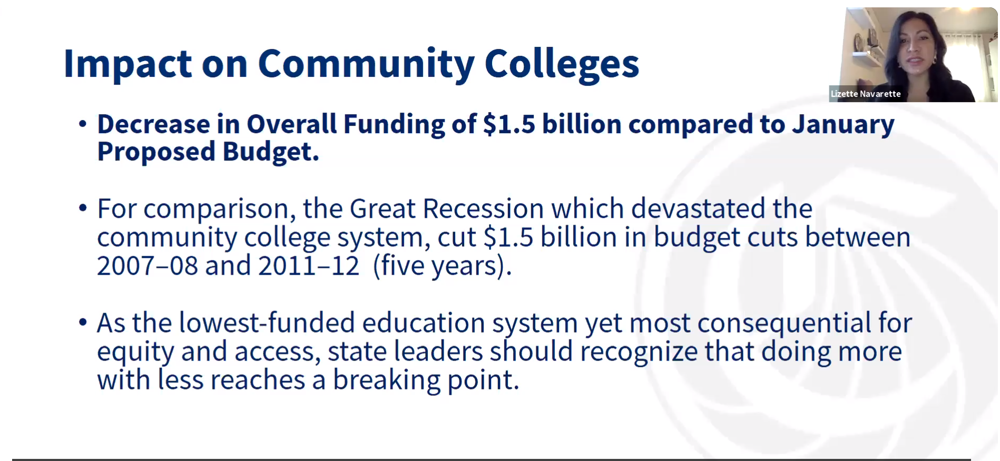 Impact on Community Colleges
Lizette Navarette
• Decrease in Overall Funding of $1.5 billion compared to January
Proposed Budget.
• For comparison, the Great Recession which devastated the
community college system, cut $1.5 billion in budget cuts between
2007–08 and 2011–12  (five years).
• As the lowest-funded education system yet most consequential for
equity and access, state leaders should recognize that doing more
with less reaches a breaking point.